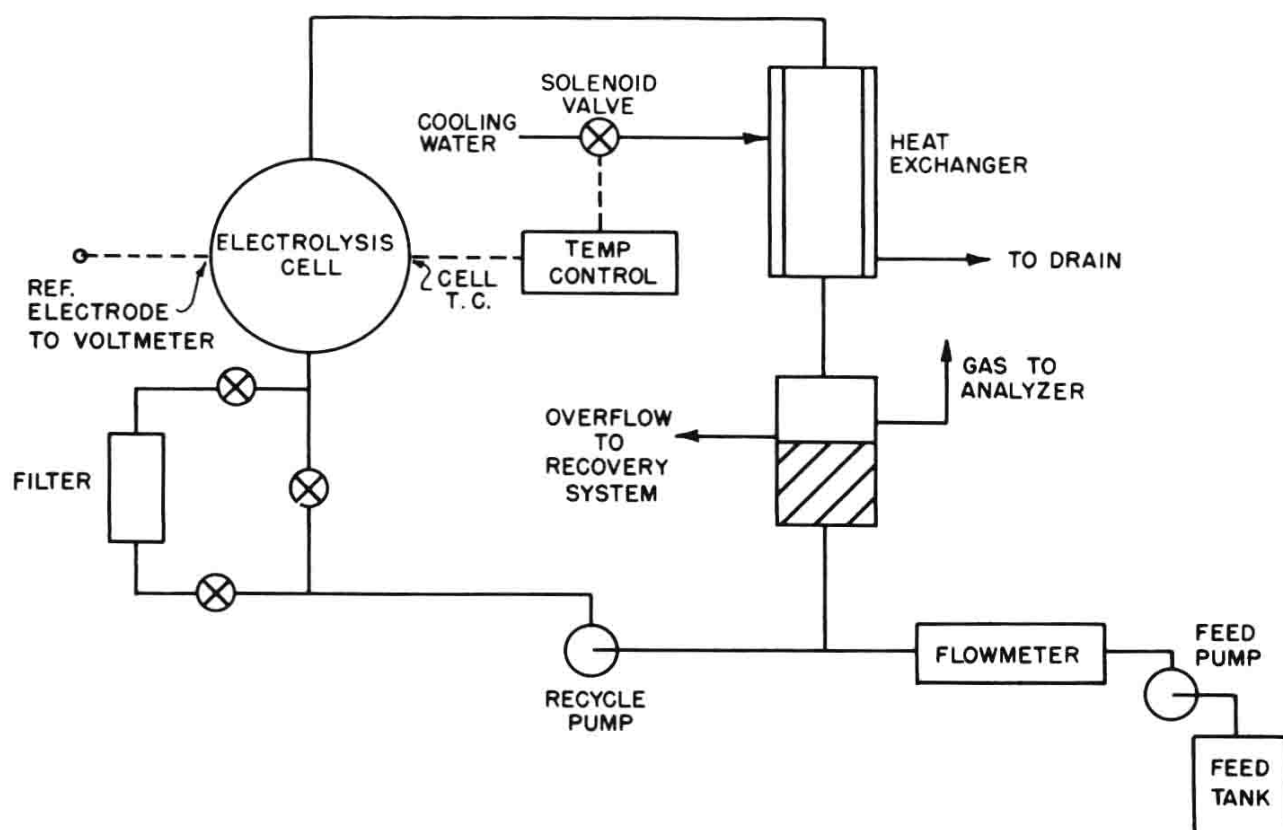 SOLENOID
VALVE
COOLING
WATER
HEAT
EXCHANGER
ELECTROLYSIS
CELL
TEMP
CONTROL
CELL
T. C.
TO DRAIN
REF.
ELECTRODE
TO VOLTMETER
GAS TO
ANALYZER
OVERFLOW
TO
RECOVERY
SYSTEM
FILTER
FLOWMETER
FEED
PUMP
RECYCLE
PUMP
FEED
TANK